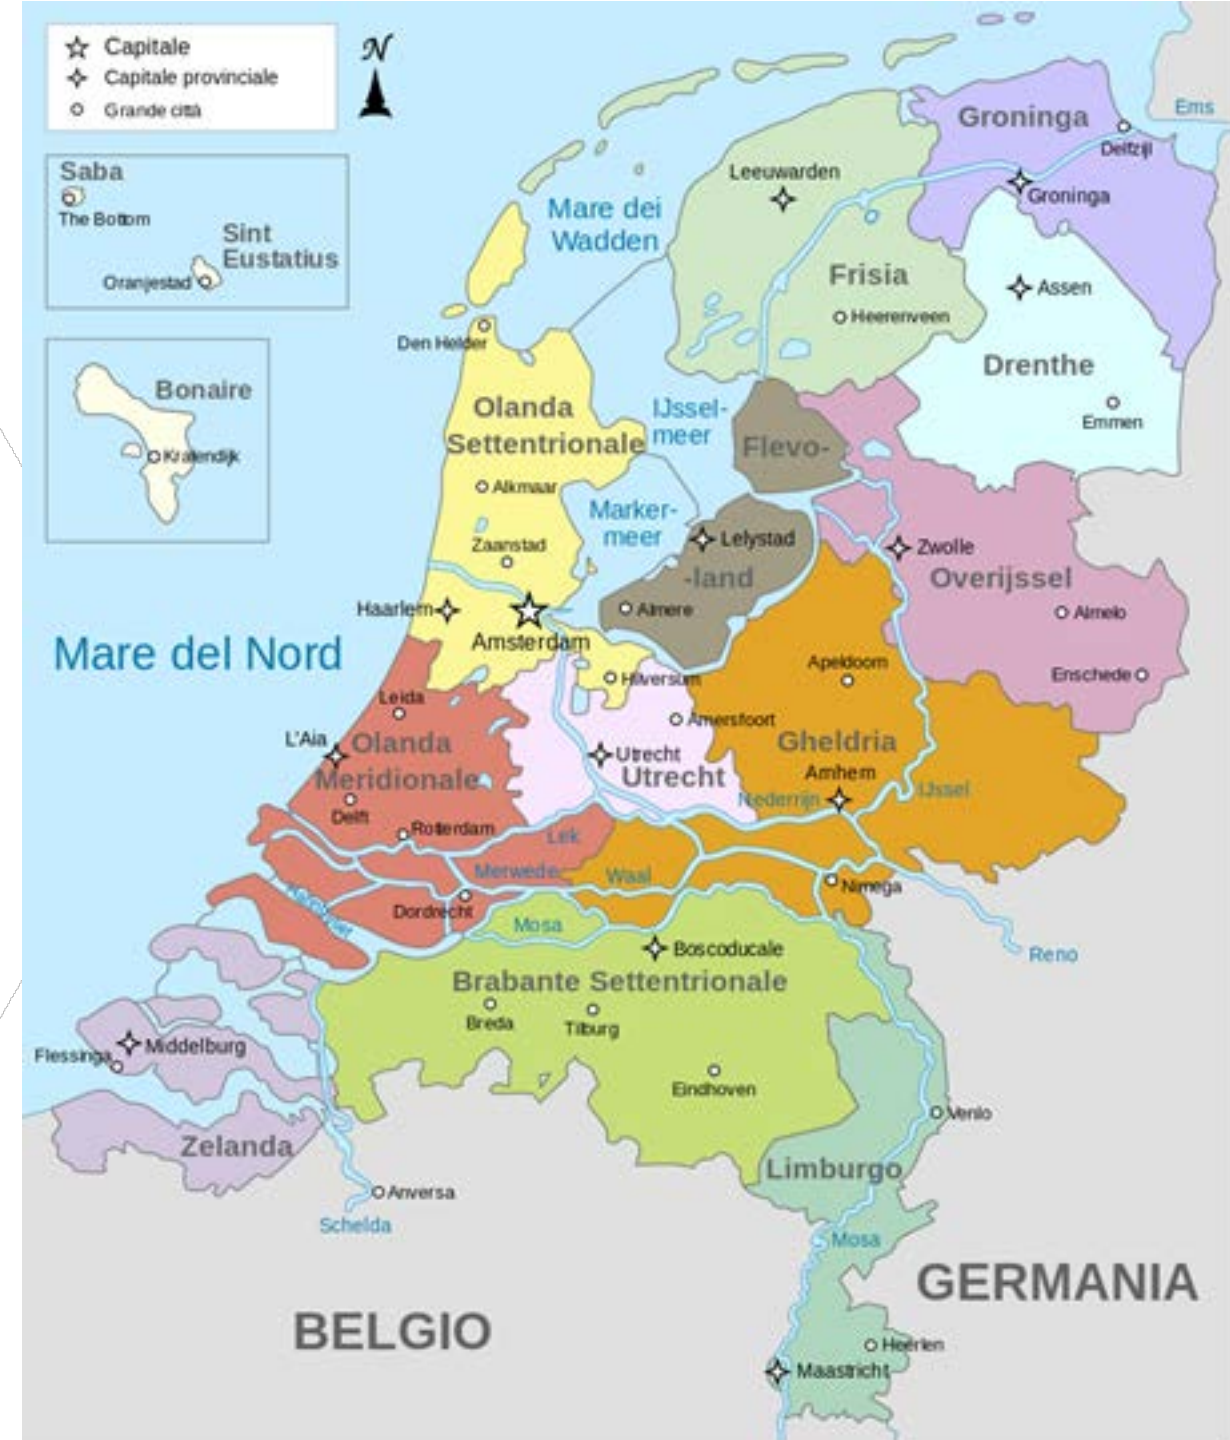 Capitale
Capitale provinciale
Grande città
N
Saba
The Bottom
Sint
Eustatius
Oranjestad
Bonaire
Kralendijk
Groninga
Ems
Delfzijl
Groninga
Leeuwarden
Mare dei
Wadden
Frisia
Heerenveen
Assen
Drenthe
Emmen
Den Helder
Olanda
Settentrionale
IJssel-
meer
Flevo-
Alkmaar
Marker-
meer
Zaanstad
Lelystad
-land
Zwolle
Overijssel
Haarlem
Amsterdam
Almere
Almelo
Mare del Nord
Hilversum
Apeldoorn
Enschede
Leida
Amersfoort
L'Aia
Olanda
Meridionale
Utrecht
Utrecht
Gheldria
Arnhem
Nederrijn
IJssel
Delft
Rotterdam
Lek
Merwede
Waal
Nimega
Dordrecht
Mosa
Boscoducale
Reno
Brabante Settentrionale
Breda
Tilburg
Eindhoven
Middelburg
Flessinga
Zelanda
Venlo
Limburgo
Anversa
Schelda
Mosa
GERMANIA
BELGIO
Heerlen
Maastricht